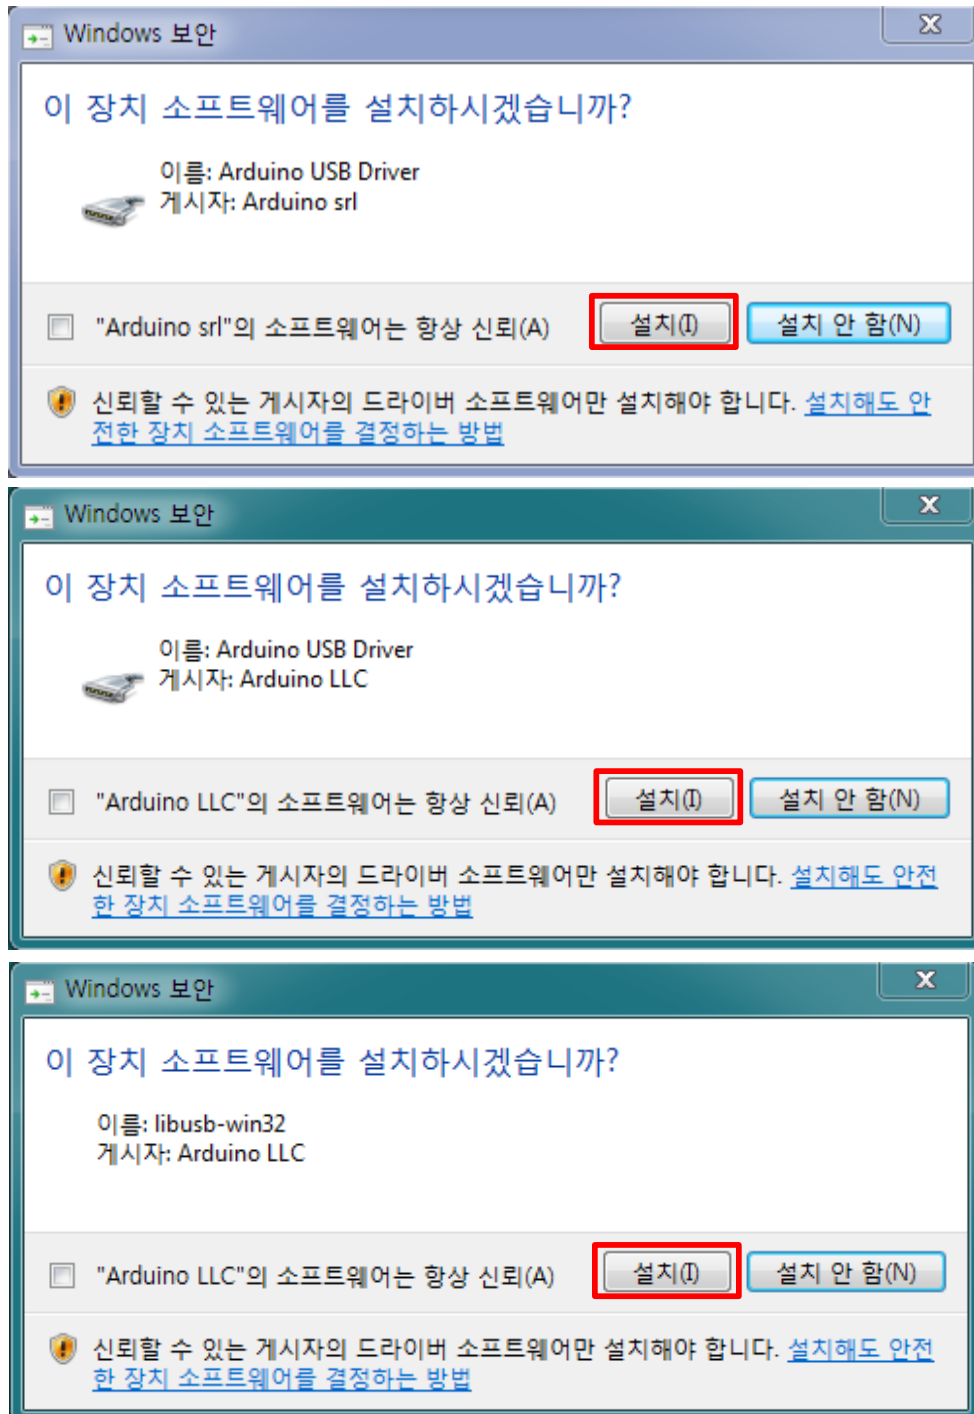 Windows 보안
이 장치 소프트웨어를 설치하시겠습니까?
이름: Arduino USB Driver
게시자: Arduino srl
"Arduino srl"의 소프트웨어는 항상 신뢰(A)
설치(I)
설치 안 함(N)
신뢰할 수 있는 게시자의 드라이버 소프트웨어만 설치해야 합니다. 설치해도 안
전한 장치 소프트웨어를 결정하는 방법
Windows 보안
이 장치 소프트웨어를 설치하시겠습니까?
이름: Arduino USB Driver
게시자: Arduino LLC
"Arduino LLC"의 소프트웨어는 항상 신뢰(A)
설치(I)
설치 안 함(N)
신뢰할 수 있는 게시자의 드라이버 소프트웨어만 설치해야 합니다. 설치해도 안전
한 장치 소프트웨어를 결정하는 방법
Windows 보안
이 장치 소프트웨어를 설치하시겠습니까?
이름: libusb-win32
게시자: Arduino LLC
"Arduino LLC"의 소프트웨어는 항상 신뢰(A)
설치(I)
설치 안 함(N)
신뢰할 수 있는 게시자의 드라이버 소프트웨어만 설치해야 합니다. 설치해도 안전
한 장치 소프트웨어를 결정하는 방법